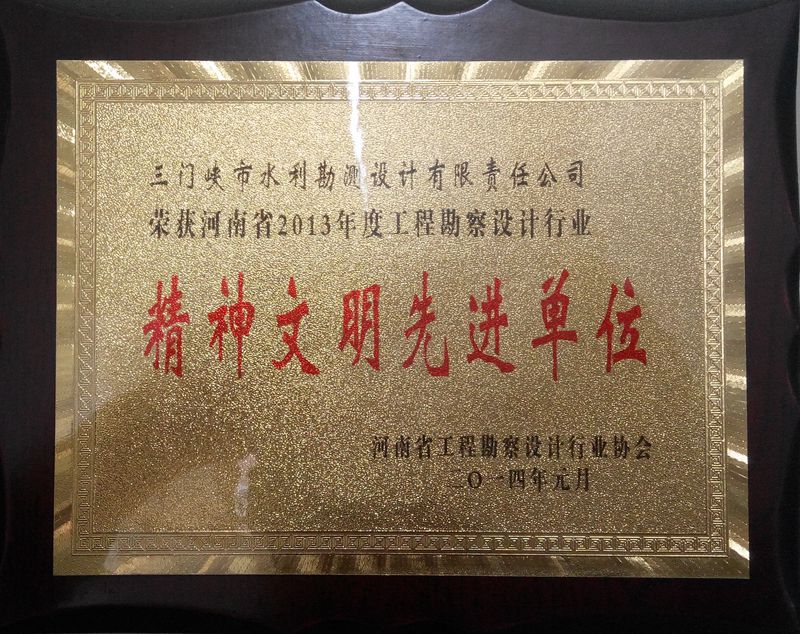 三门峡市水利勘测设计有限责任公司
荣获河南省2013年度工程勘察设计行业
精神文明先进单位
河南省工程勘察设计行业协会
二〇一四年元月